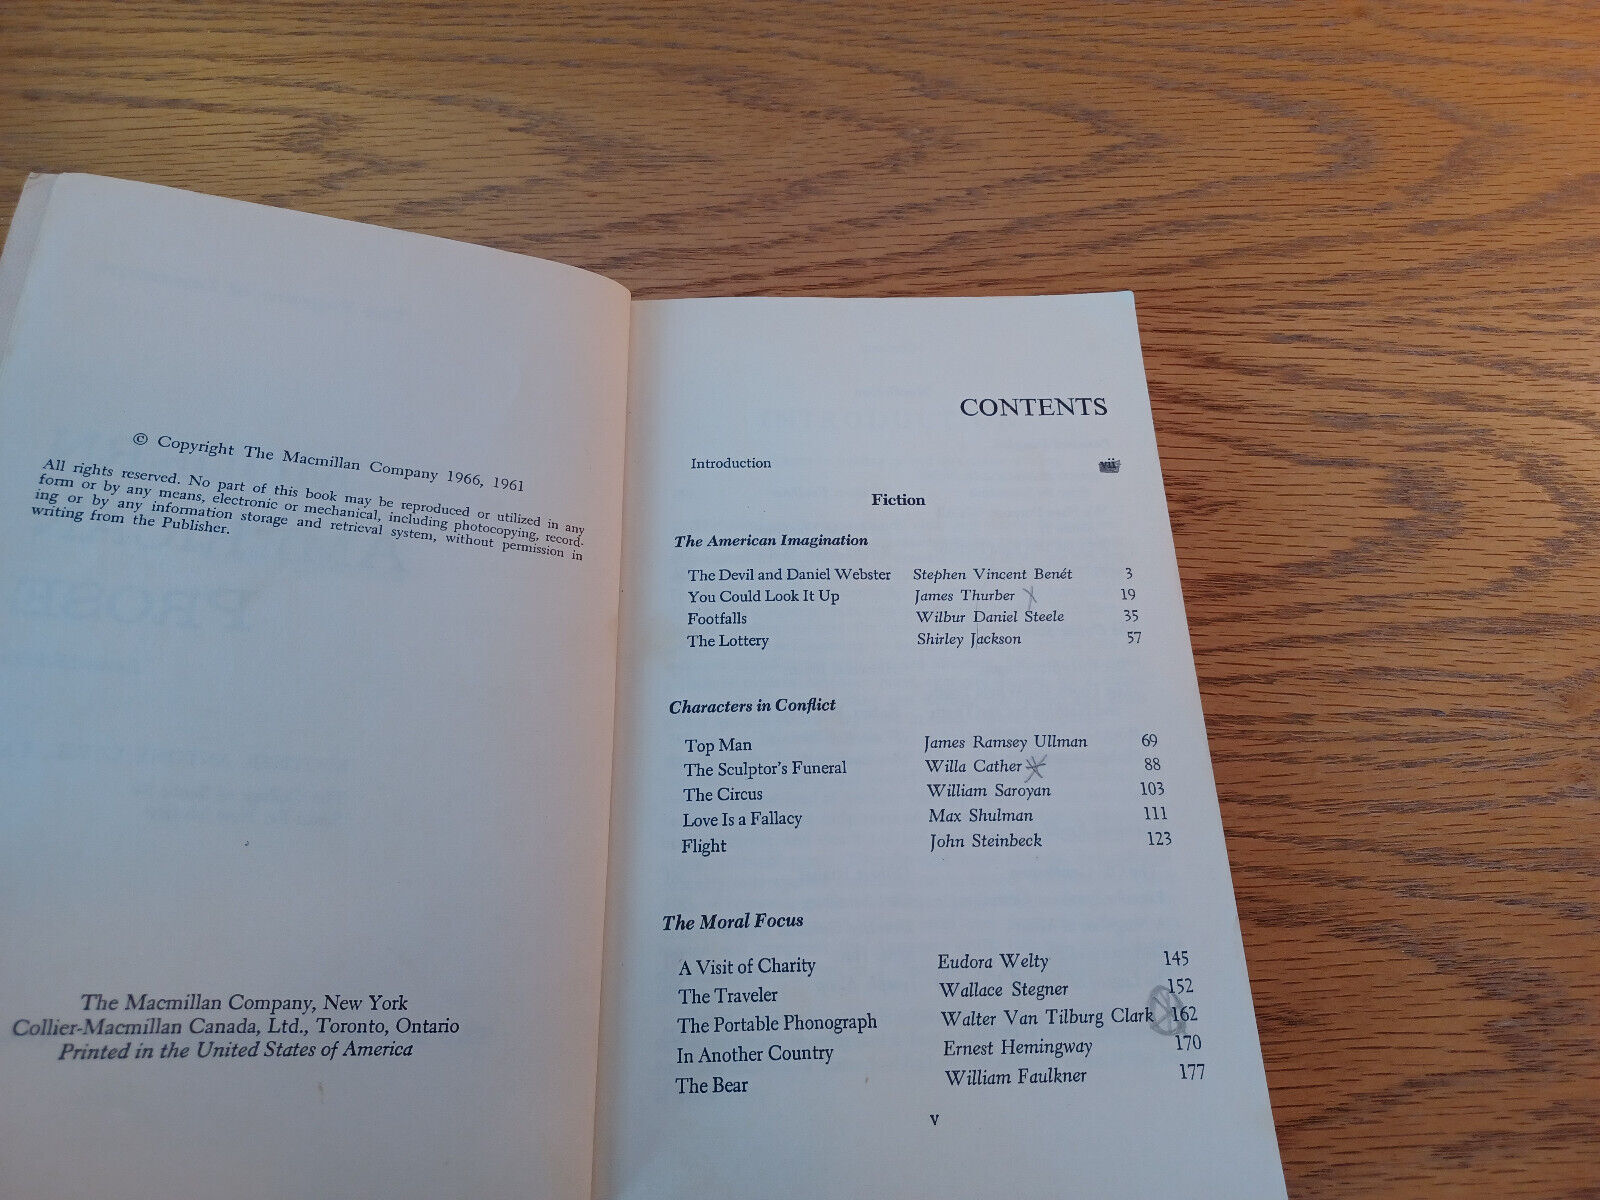 © Copyright The Macmillan Company 1966, 1961
All rights reserved. No part of this book may be reproduced or utilized in any
form or by any means, electronic or mechanical, including photocopying, record-
ing or by any information storage and retrieval system, without permission in
writing from the Publisher.
The Macmillan Company, New York
Collier-Macmillan Canada, Ltd., Toronto, Ontario
Printed in the United States of America
CONTENTS
Introduction vii
Fiction
The American Imagination
The Devil and Daniel Webster Stephen Vincent Benét 3
You Could Look It Up James Thurber 19
Footfalls Wilbur Daniel Steele 35
The Lottery Shirley Jackson 57
Characters in Conflict
Top Man James Ramsey Ullman 69
The Sculptor's Funeral Willa Cather 88
The Circus William Saroyan 103
Love Is a Fallacy Max Shulman 111
Flight John Steinbeck 123
The Moral Focus
A Visit of Charity Eudora Welty 145
The Traveler Wallace Stegner 152
The Portable Phonograph Walter Van Tilburg Clark 162
In Another Country Ernest Hemingway 170
The Bear William Faulkner 177
v